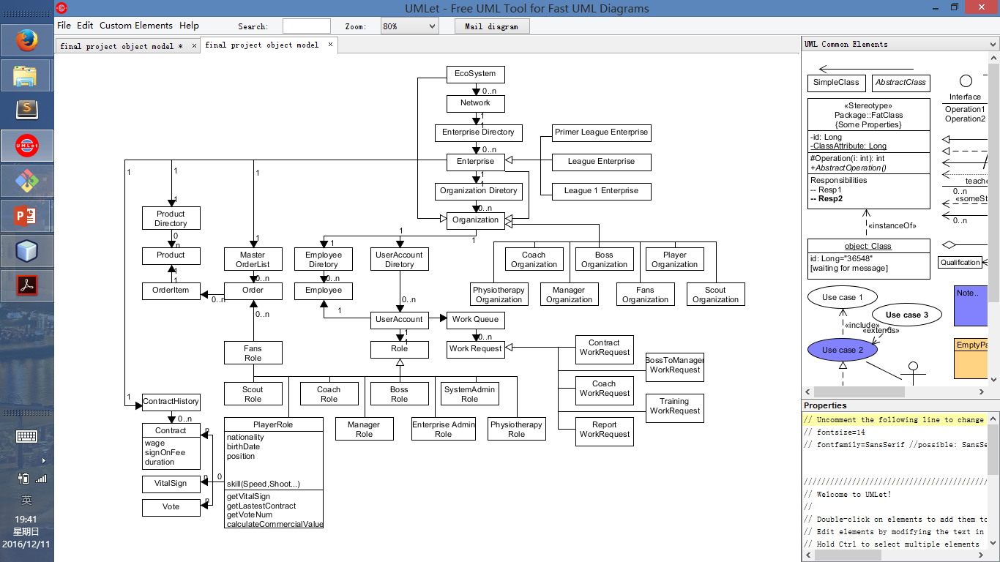 UMLet - Free UML Tool for Fast UML Diagrams
File Edit Custom Elements Help Search: Zoom: 80% Mail diagram
final project object model * × final project object model ×
EcoSystem
0..n
Network
1
1
Enterprise Directory
0..n
Enterprise
Primer League Enterprise
League Enterprise
League 1 Enterprise
1
1
Organization Diretory
0..n
Organization
1
1
1
1
1
Product
Directory
0
n
Product
1
1
OrderItem
1
Master
OrderList
0..n
Order
0..n
0..n
1
1
1
Employee
Diretory
0..n
Employee
1
1
UserAccount
Diretory
0..n
UserAccount
1
1
Role
Work Queue
0..n
Work Request
Coach
Organization
Boss
Organization
Player
Organization
Physiotherapy
Organization
Manager
Organization
Fans
Organization
Scout
Organization
Contract
WorkRequest
BossToManager
WorkRequest
Coach
WorkRequest
Training
WorkRequest
Report
WorkRequest
Fans
Role
Scout
Role
Coach
Role
Boss
Role
SystemAdmin
Role
Manager
Role
Enterprise Admin
Role
Physiotherapy
Role
PlayerRole
nationality
birthDate
position
skill(Speed,Shoot...)
getVitalSign
getLastestContract
getVoteNum
calculateCommercialValue
1
ContractHistory
0..n
Contract
wage
signOnFee
duration
n
VitalSign
n
0
Vote
n
UML Common Elements
SimpleClass
AbstractClass
«Stereotype»
Package::FatClass
{Some Properties}
-id: Long
-ClassAttribute: Long
#Operation(i: int): int
+AbstractOperation()
Responsibilities
-- Resp1
-- Resp2
Interface
Operation1
Operation2
teache
0..n
«someSt
0..n
«instanceOf»
object: Class
id: Long="36548"
[waiting for message]
Qualification
Use case 1
Use case 3
«include»
«extends»
Use case 2
Note..
EmptyPa
Properties
// Uncomment the following line to change
// fontsize=14
// fontfamily=SansSerif //possible: SansSe
//////////////////////////////////////////
// Welcome to UMLet!
//
// Double-click on elements to add them to
// Edit elements by modifying the text in
// Hold Ctrl to select multiple elements
S
UMLet
P
英
19:41
星期日
2016/12/11